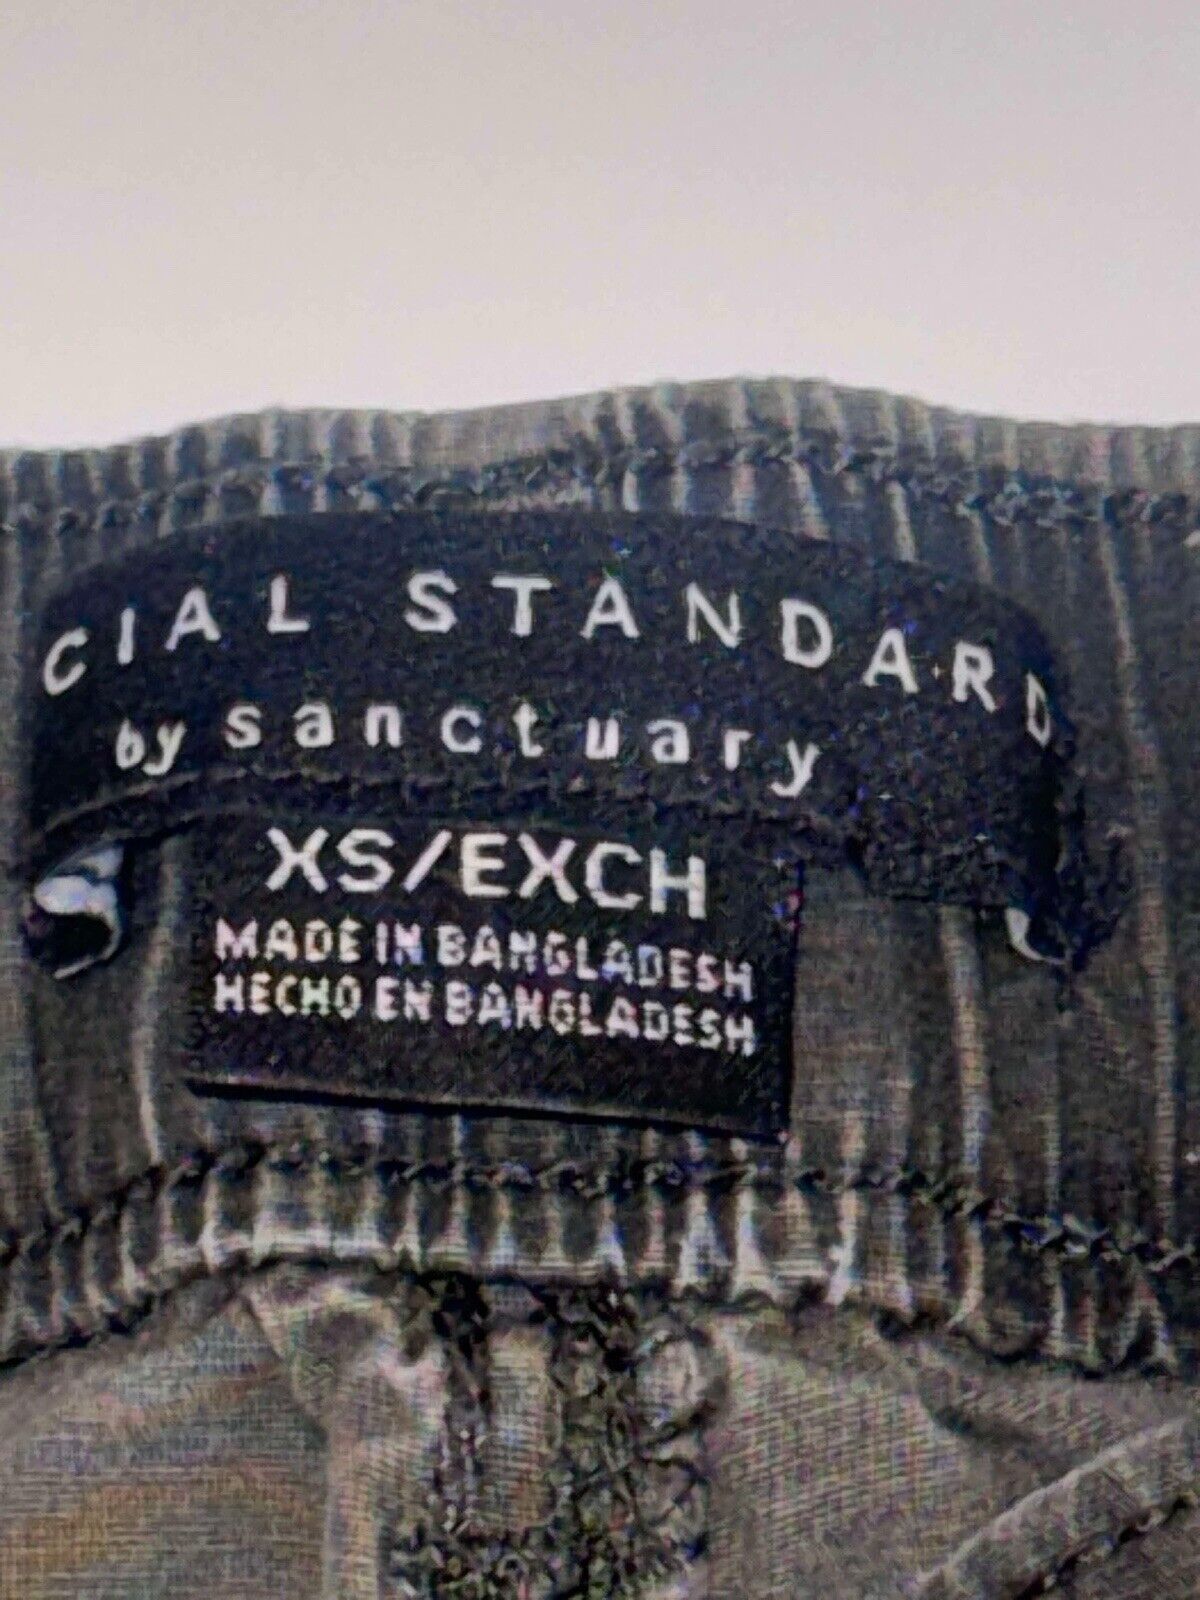 CIAL STANDARD
by sanctuary
XS/EXCH
MADE IN BANGLADESH
HECHO EN BANGLADESH